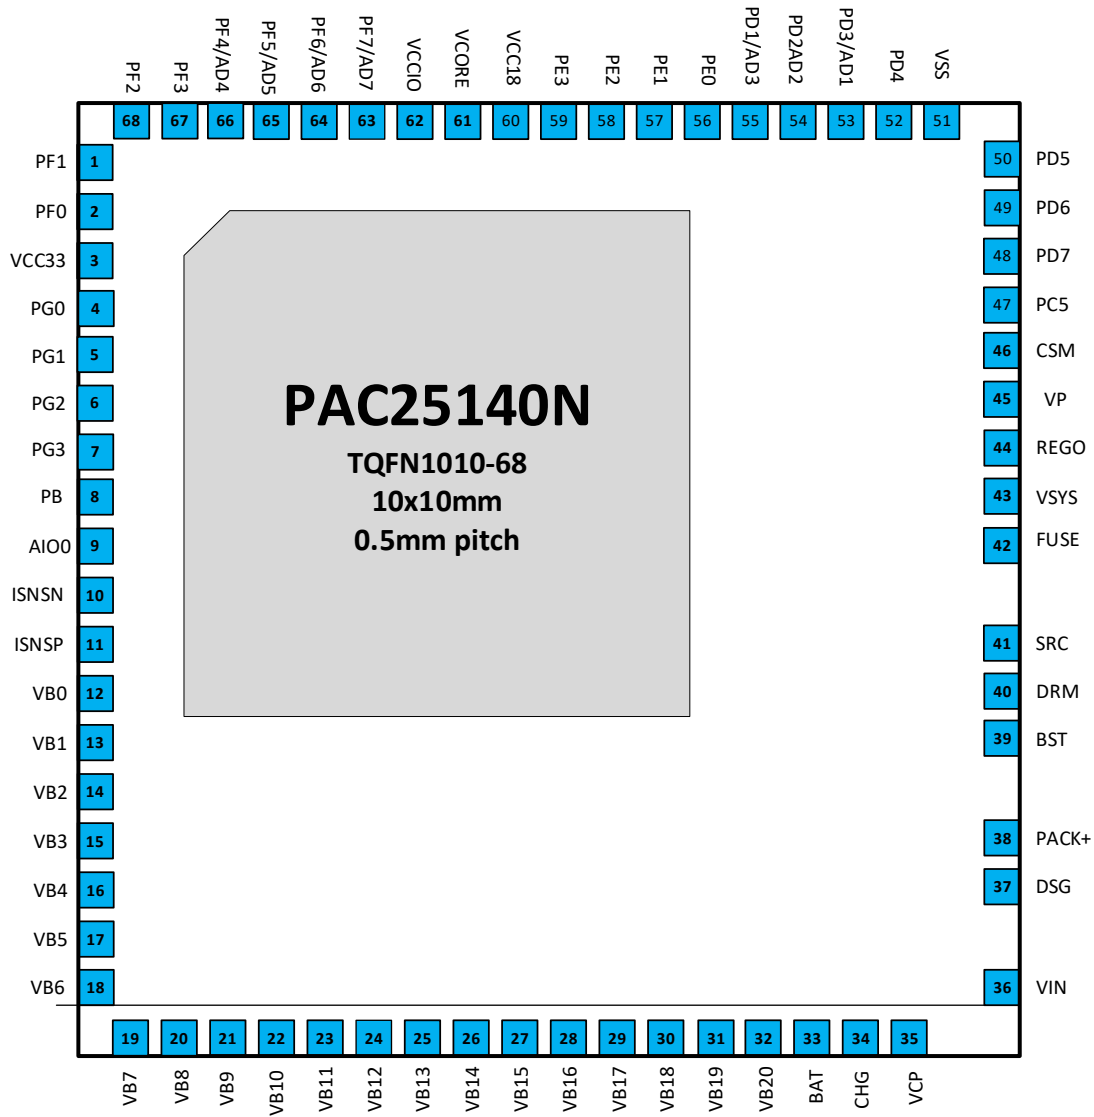 PF2
PF3
PF4/AD4
PF5/AD5
PF6/AD6
PF7/AD7
VCCIO
VCORE
VCC18
PE3
PE2
PE1
PE0
PD1/AD3
PD2AD2
PD3/AD1
PD4
VSS
68
67
66
65
64
63
62
61
60
59
58
57
56
55
54
53
52
51
PF1 1
PF0 2
VCC33 3
PG0 4
PG1 5
PG2 6
PG3 7
PB 8
AIO0 9
ISNSN 10
ISNSP 11
VB0 12
VB1 13
VB2 14
VB3 15
VB4 16
VB5 17
VB6 18
PAC25140N
TQFN1010-68
10x10mm
0.5mm pitch
50 PD5
49 PD6
48 PD7
47 PC5
46 CSM
45 VP
44 REGO
43 VSYS
42 FUSE
41 SRC
40 DRM
39 BST
38 PACK+
37 DSG
36 VIN
19
20
21
22
23
24
25
26
27
28
29
30
31
32
33
34
35
VB7
VB8
VB9
VB10
VB11
VB12
VB13
VB14
VB15
VB16
VB17
VB18
VB19
VB20
BAT
CHG
VCP